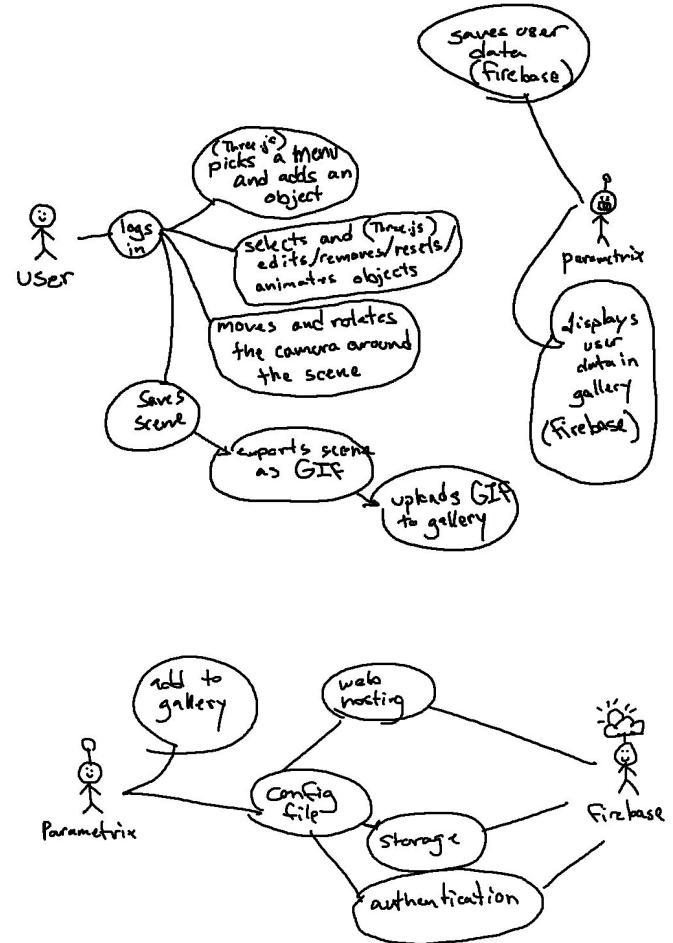 saves user
data
(firebase)
(Three.js)
picks a menu
and adds an
object
logs
in
user
selects and (Three.js)
edits/removes/resets/
animates objects
parametrix
moves and rotates
the camera around
the scene
displays
user
data in
gallery
(Firebase)
saves
scene
exports scene
as GIF
uploads GIF
to gallery
add to
gallery
web
hosting
config
file
Parametrix
firebase
storage
authentication